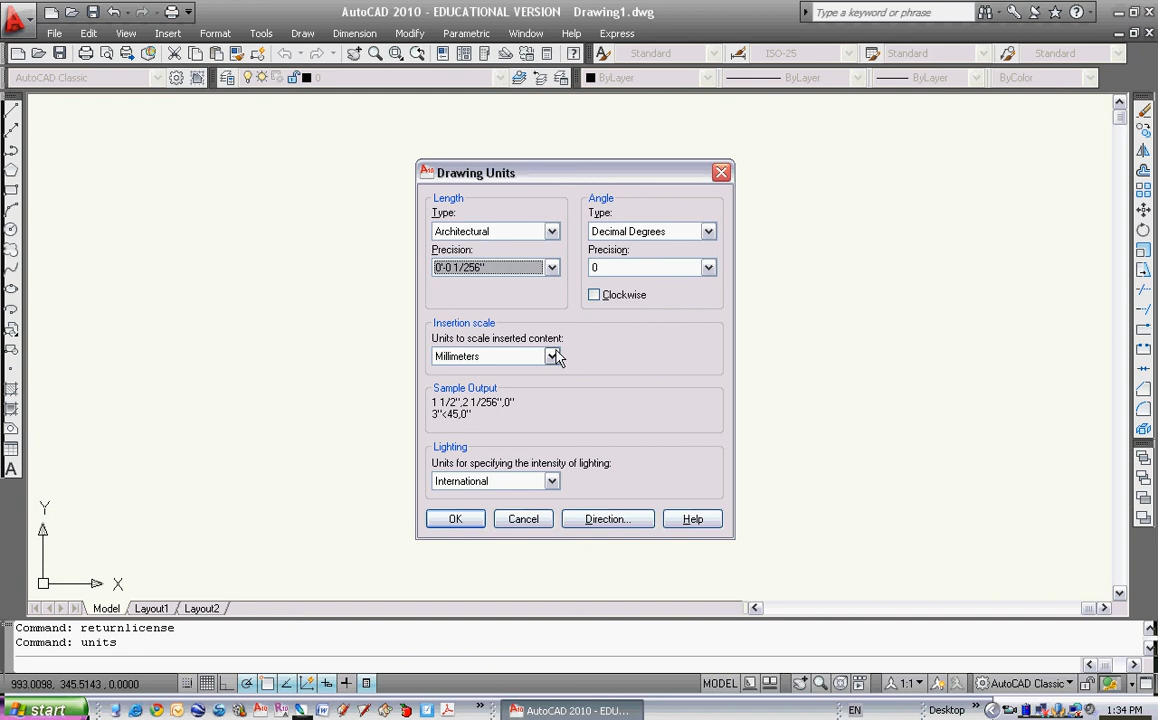 AutoCAD 2010 - EDUCATIONAL VERSION Drawing1.dwg
Type a keyword or phrase
File Edit View Insert Format Tools Draw Dimension Modify Parametric Window Help Express
Standard ISO-25 Standard Standard
AutoCAD Classic 0 ByLayer ByLayer ByLayer ByColor
Drawing Units
Length
Type:
Architectural
Precision:
0'-0 1/256"
Angle
Type:
Decimal Degrees
Precision:
0
Clockwise
Insertion scale
Units to scale inserted content:
Millimeters
Sample Output
1 1/2",2 1/256",0"
3"<45,0"
Lighting
Units for specifying the intensity of lighting:
International
OK Cancel Direction... Help
Y
X
Model Layout1 Layout2
Command: returnlicense
Command: units
993.0098, 345.5143 , 0.0000 MODEL 1:1 AutoCAD Classic
start AutoCAD 2010 - EDU... EN Desktop » 1:34 PM